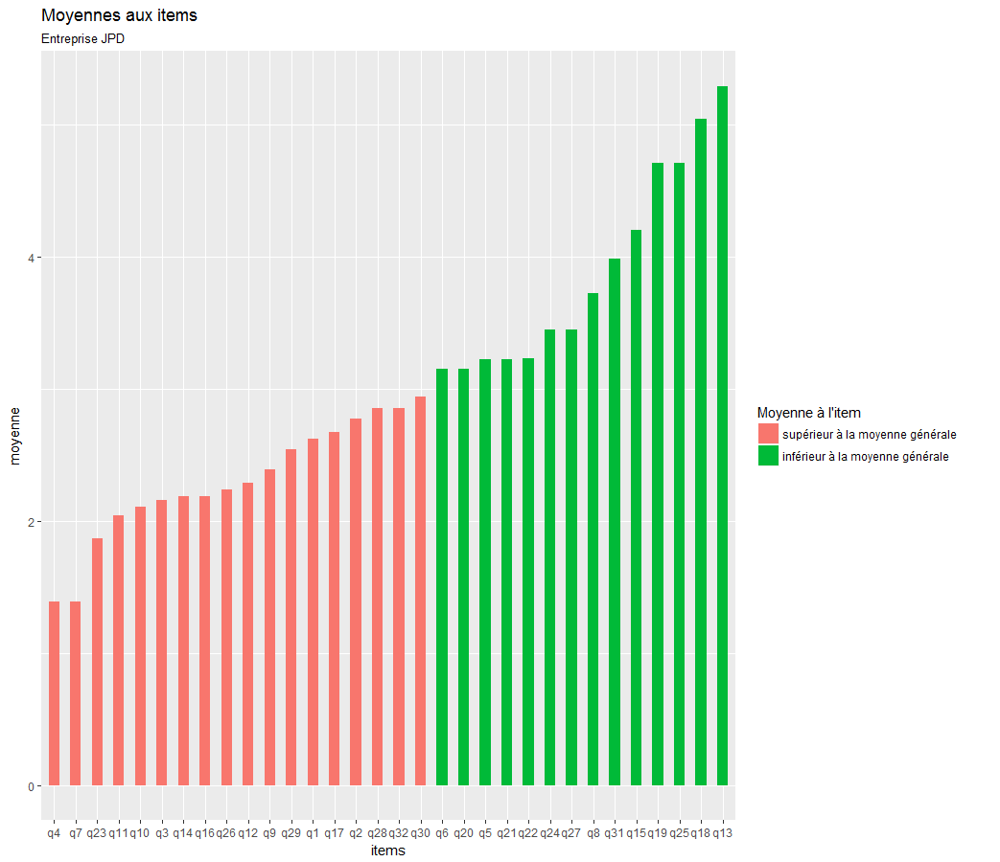 Moyennes aux items
Entreprise JPD
moyenne
4
2
0
q4 q7 q23 q11 q10 q3 q14 q16 q26 q12 q9 q29 q1 q17 q2 q28 q32 q30 q6 q20 q5 q21 q22 q24 q27 q8 q31 q15 q19 q25 q18 q13
items
Moyenne à l'item
supérieur à la moyenne générale
inférieur à la moyenne générale